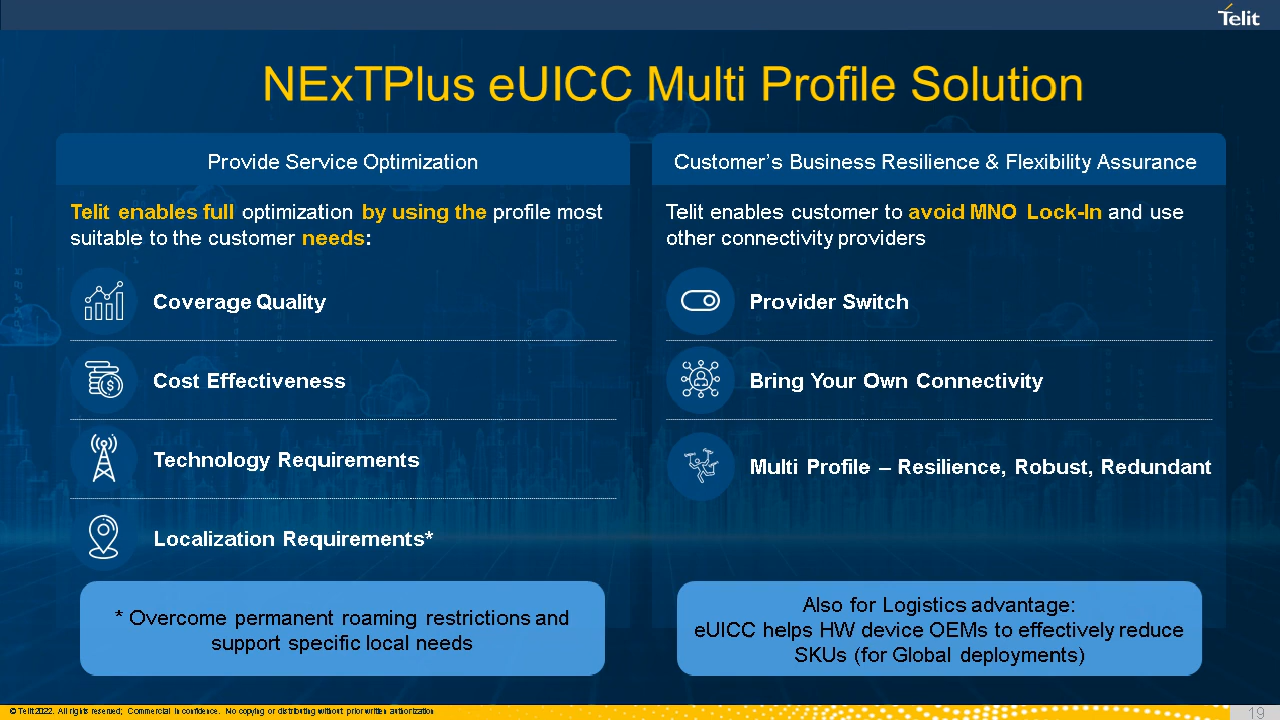 Telit
NExTPlus eUICC Multi Profile Solution
Provide Service Optimization
Telit enables full optimization by using the profile most
suitable to the customer needs:
Coverage Quality
Cost Effectiveness
Technology Requirements
Localization Requirements*
* Overcome permanent roaming restrictions and
support specific local needs
Customer's Business Resilience & Flexibility Assurance
Telit enables customer to avoid MNO Lock-In and use
other connectivity providers
Provider Switch
Bring Your Own Connectivity
Multi Profile – Resilience, Robust, Redundant
Also for Logistics advantage:
eUICC helps HW device OEMs to effectively reduce
SKUs (for Global deployments)
© Telit 2022. All rights reserved; Commercial in confidence. No copying or distributing without prior written authorization
19